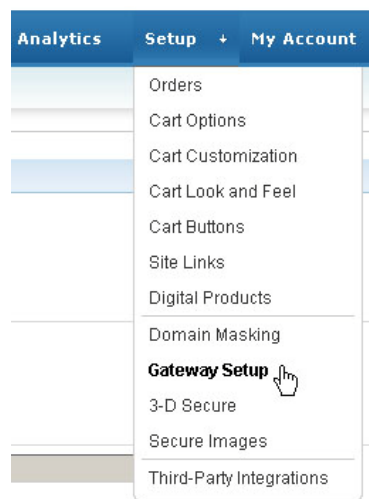 Analytics Setup ↓ My Account
Orders
Cart Options
Cart Customization
Cart Look and Feel
Cart Buttons
Site Links
Digital Products
Domain Masking
Gateway Setup
3-D Secure
Secure Images
Third-Party Integrations